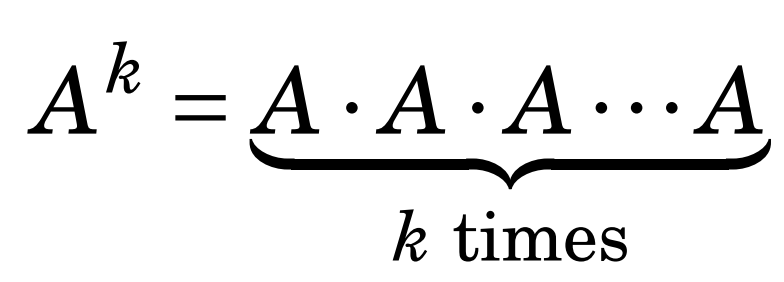 A^k = A · A · A ··· A
k times